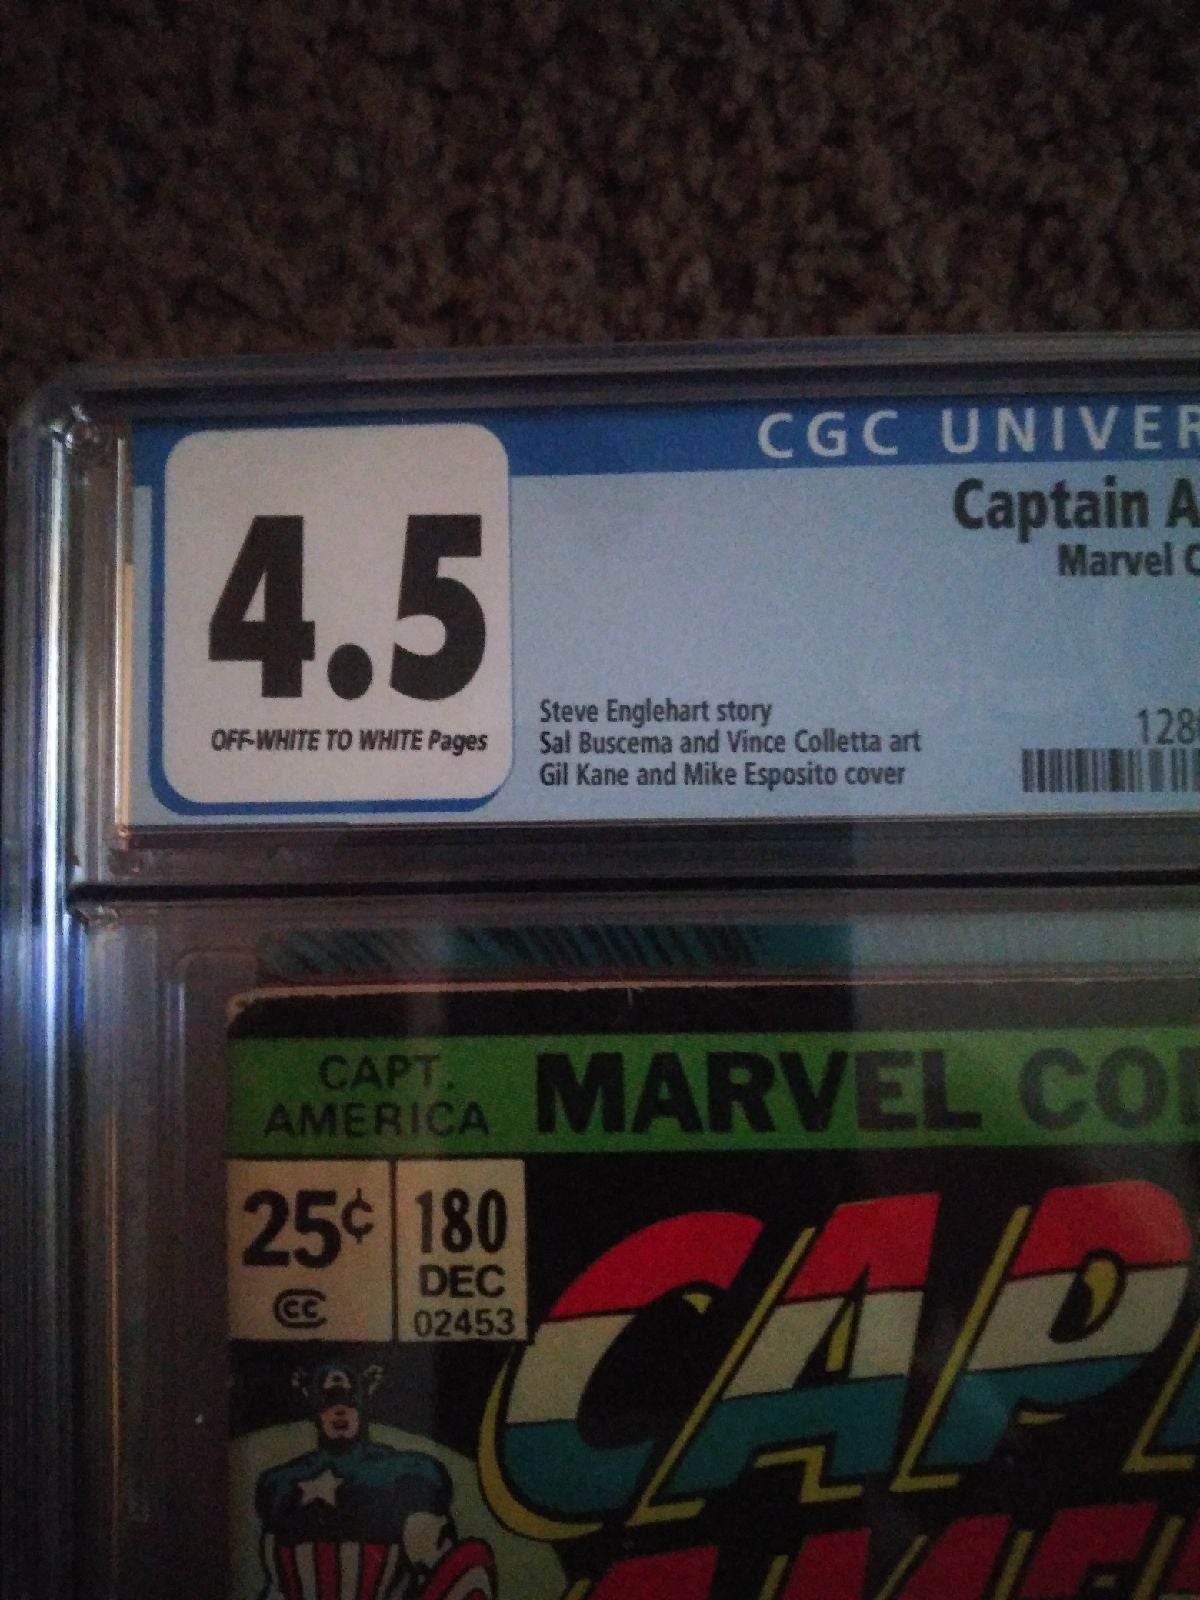 CGC UNIVER
4.5
OFF-WHITE TO WHITE Pages
Captain A
Marvel C
Steve Englehart story
Sal Buscema and Vince Colletta art
Gil Kane and Mike Esposito cover
128
CAPT.
AMERICA
MARVEL CO
25¢
CC
180
DEC
02453
CAP
AME
A